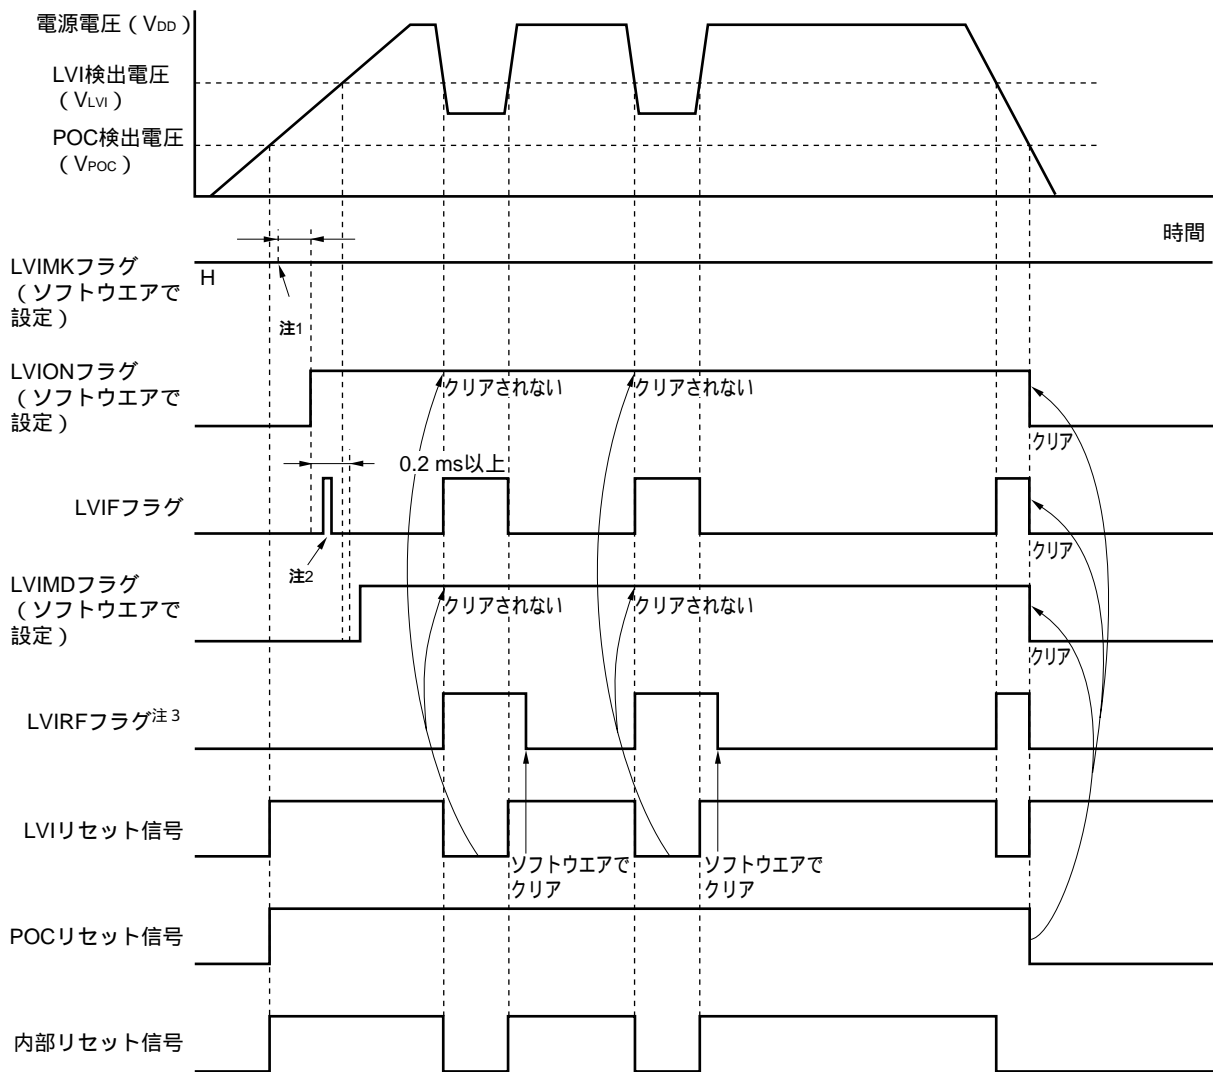 電源電圧（VDD）
LVI検出電圧
（VLVI）
POC検出電圧
（VPOC）
時間
LVIMKフラグ
（ソフトウエアで
設定）
H
注1
LVIONフラグ
（ソフトウエアで
設定）
クリアされない
クリアされない
クリア
0.2 ms以上
LVIFフラグ
クリア
注2
LVIMDフラグ
（ソフトウエアで
設定）
クリアされない
クリアされない
クリア
LVIRFフラグ注3
LVIリセット信号
ソフトウエアで
クリア
ソフトウエアで
クリア
POCリセット信号
内部リセット信号